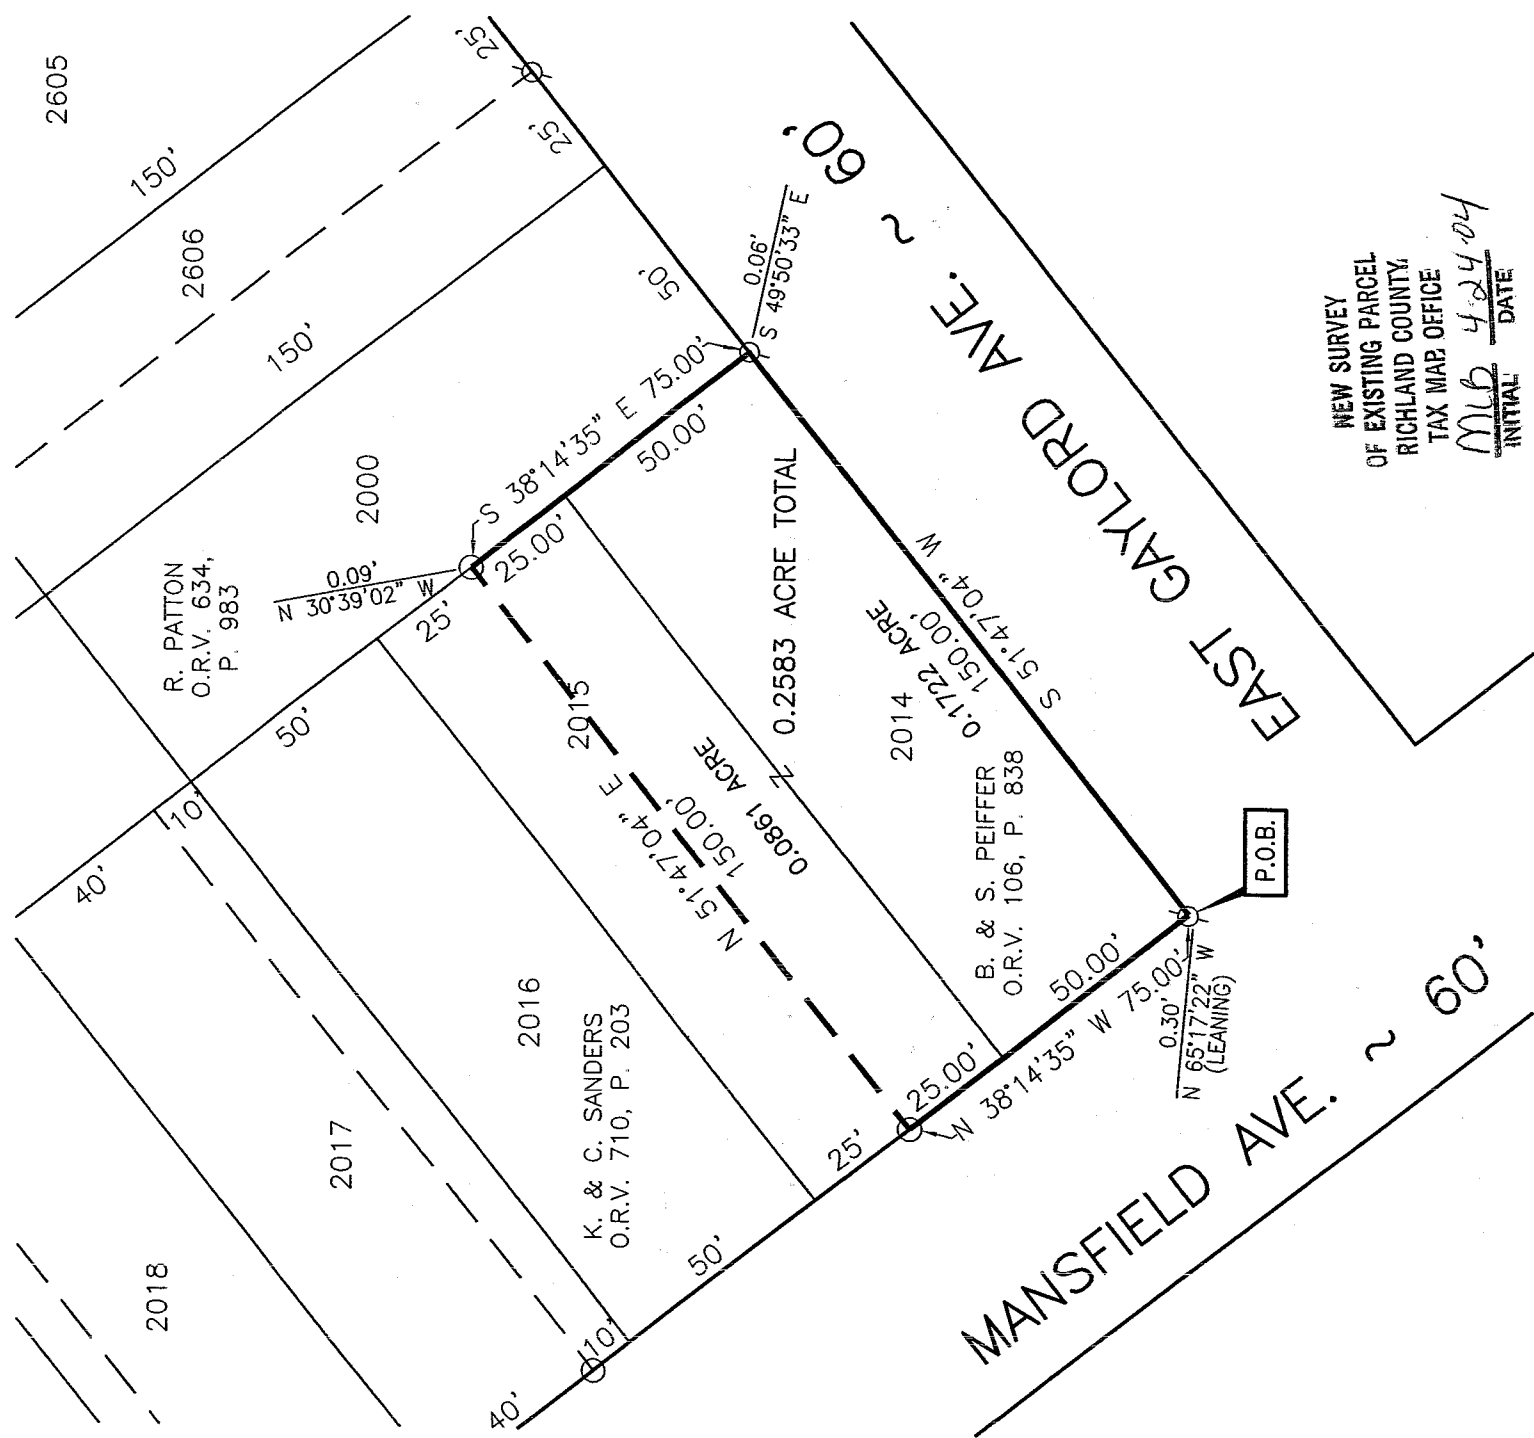 2605
150'
2606
150'
25'
25'
50'
0.06'
S 49°50'33" E
60'
~
EAST GAYLORD AVE.
R. PATTON
O.R.V. 634,
P. 983
2000
0.09'
N 30°39'02" W
S 38°14'35" E 75.00'
50.00'
25.00'
25'
50'
10'
40'
2015
N 51°47'04" E
150.00'
0.0861 ACRE
Z 0.2583 ACRE TOTAL
0.1722 ACRE
150.00'
S 51°47'04" W
2014
B. & S. PEIFFER
O.R.V. 106, P. 838
P.O.B.
50.00'
25.00'
N 38°14'35" W 75.00'
0.30'
N 65°17'22" W
(LEANING)
2016
K. & C. SANDERS
O.R.V. 710, P. 203
2017
2018
25'
50'
10'
40'
MANSFIELD AVE. ~ 60'
NEW SURVEY
OF EXISTING PARCEL
RICHLAND COUNTY
TAX MAP OFFICE
MLB 4-24-04
INITIAL DATE